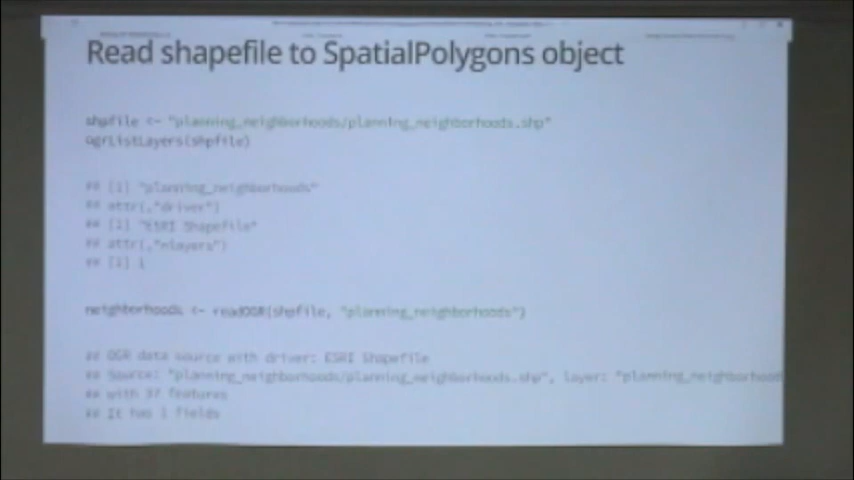 Read shapefile to SpatialPolygons object
shpfile <- "planning_neighborhoods/planning_neighborhoods.shp"
ogrListLayers(shpfile)
## [1] "planning_neighborhoods"
## attr(,"driver")
## [1] "ESRI Shapefile"
## attr(,"nlayers")
## [1] 1
neighborhoods <- readOGR(shpfile, "planning_neighborhoods")
## OGR data source with driver: ESRI Shapefile
## Source: "planning_neighborhoods/planning_neighborhoods.shp", layer: "planning_neighborhood
## with 37 features
## It has 1 fields